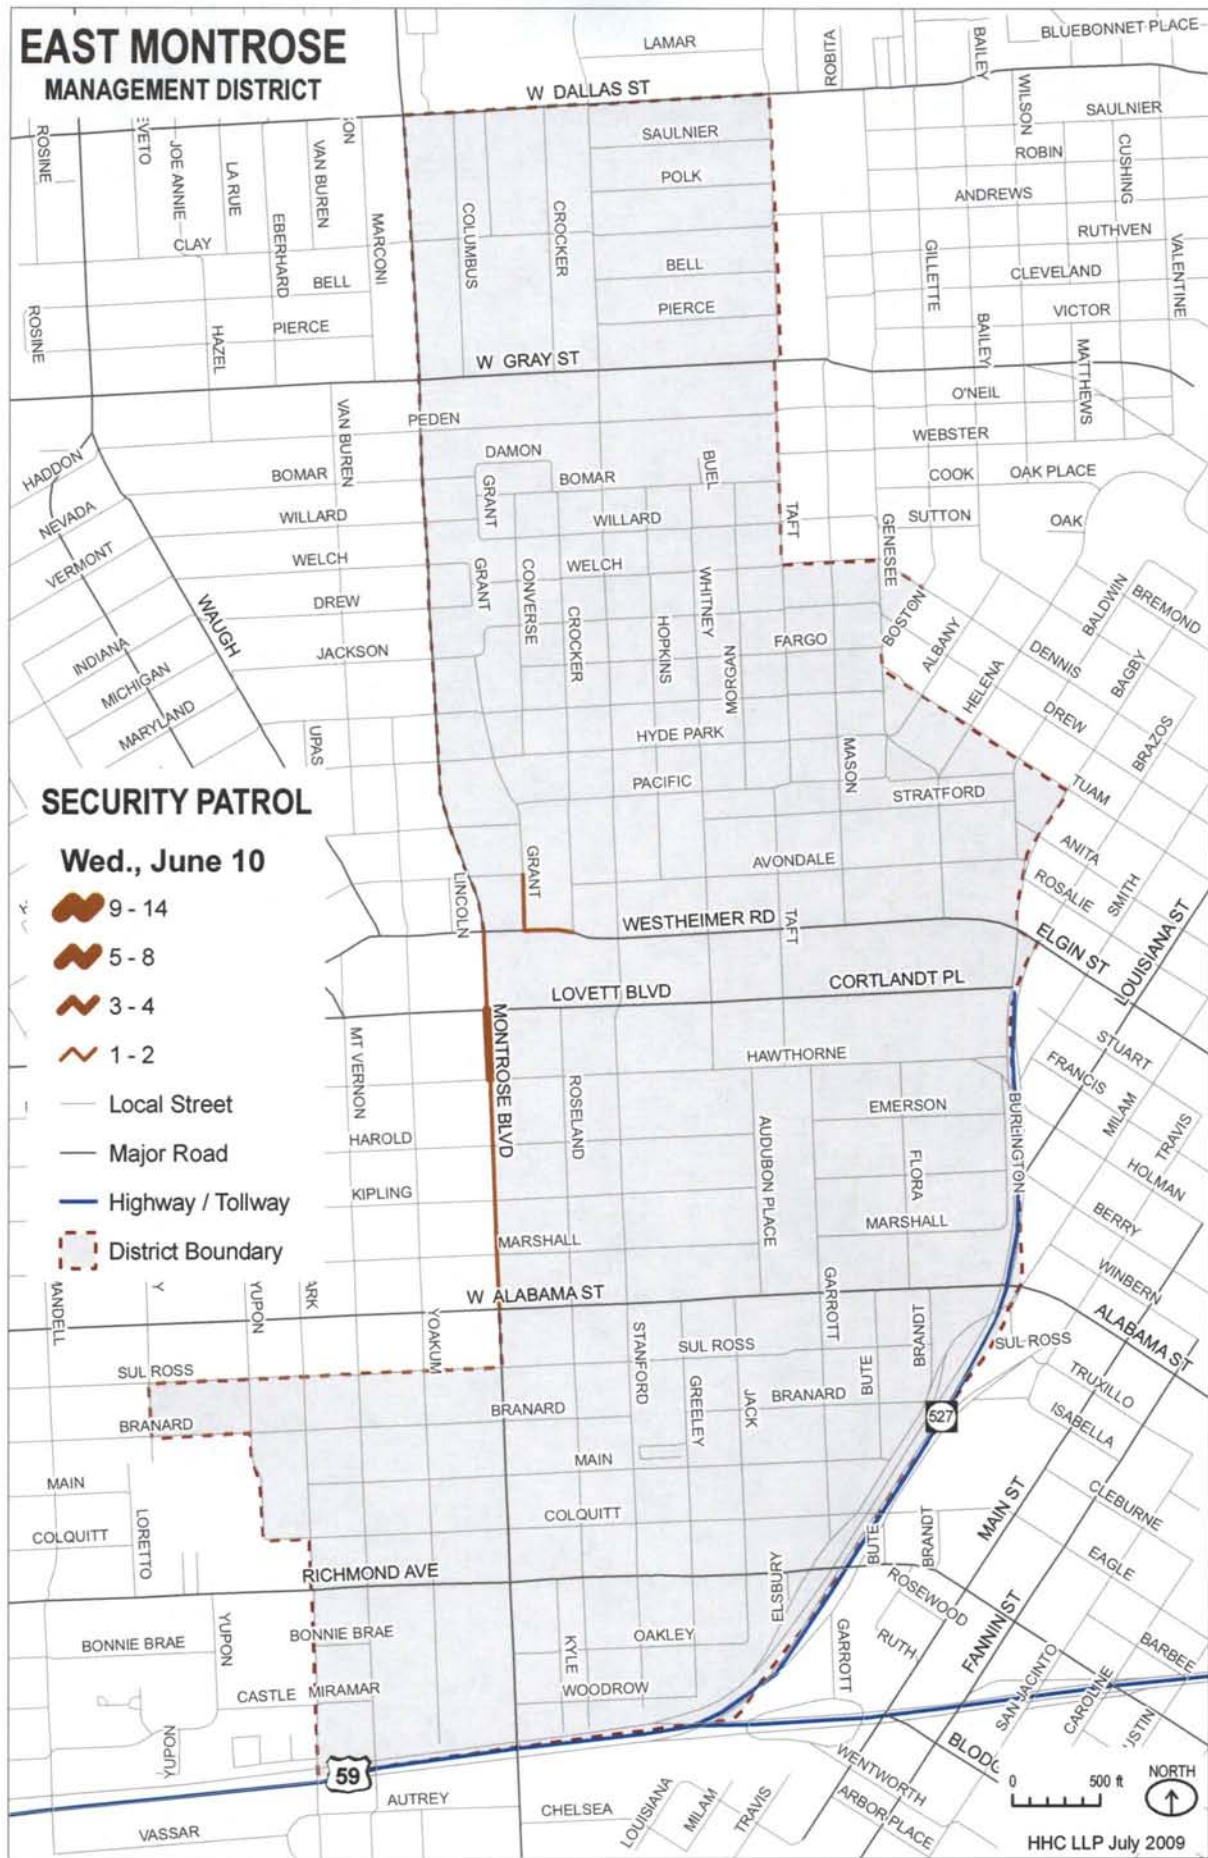 EAST MONTROSE
MANAGEMENT DISTRICT
LAMAR
ROBITA
BAILEY
BLUEBONNET PLACE
W DALLAS ST
WILSON
SAULNIER
SAULNIER
ROSINE
JOE ANNIE
LA RUE
VAN BUREN
ROBIN
CUSHING
POLK
ANDREWS
COLUMBUS
CROCKER
EBERHARD
MARCONI
CLAY
RUTHVEN
VALENTINE
GILLETTE
BELL
BELL
CLEVELAND
PIERCE
VICTOR
ROSINE
HAZEL
PIERCE
BAILEY
MATTHEWS
W GRAY ST
O'NEIL
VAN BUREN
PEDEN
WEBSTER
HADDON
DAMON
BUEL
BOMAR
BOMAR
COOK
OAK PLACE
GRANT
NEVADA
WILLARD
WILLARD
TAFT
GENESEE
SUTTON
OAK
VERMONT
WELCH
GRANT
CONVERSE
WELCH
WHITNEY
BALDWIN
BREMOND
WAUGH
DREW
CROCKER
HOPKINS
BOSTON
ALBANY
DENNIS
INDIANA
JACKSON
FARGO
BAGBY
MORGAN
HELENA
MICHIGAN
DREW
MARYLAND
UPAS
HYDE PARK
MASON
BRAZOS
PACIFIC
STRATFORD
TUAM
SECURITY PATROL
Wed., June 10
GRANT
AVONDALE
ANITA
LINCOLN
ROSALIE
SMITH
9 - 14
WESTHEIMER RD
TAFT
ELGIN ST
LOUISIANA ST
5 - 8
LOVETT BLVD
CORTLANDT PL
3 - 4
MONTROSE BLVD
MT VERNON
HAWTHORNE
STUART
1 - 2
ROSELAND
FRANCIS
MILAM
Local Street
EMERSON
BURLINGTON
TRAVIS
HAROLD
AUDUBON PLACE
FLORA
Major Road
HOLMAN
KIPLING
Highway / Tollway
MARSHALL
BERRY
MARSHALL
District Boundary
WINBERN
W ALABAMA ST
GARROTT
ALABAMA ST
YUPON
YOAKUM
STANFORD
BRANDT
SUL ROSS
SUL ROSS
SUL ROSS
BUTE
TRUXILLO
BRANARD
BRANARD
GREELEY
JACK
BRANARD
527
ISABELLA
MAIN
MAIN
MAIN ST
CLEBURNE
COLQUITT
COLQUITT
LORETTO
BUTE
BRANDT
EAGLE
RICHMOND AVE
ELSBURY
ROSEWOOD
FANNIN ST
YUPON
BONNIE BRAE
BONNIE BRAE
KYLE
OAKLEY
GARROTT
RUTH
SAN JACINTO
BARBEE
CASTLE
MIRAMAR
WOODROW
CAROLINE
YUPON
59
WENTWORTH
AUTREY
CHELSEA
LOUISIANA
MILAM
TRAVIS
ARBOR PLACE
VASSAR
0 500 ft
NORTH
HHC LLP July 2009